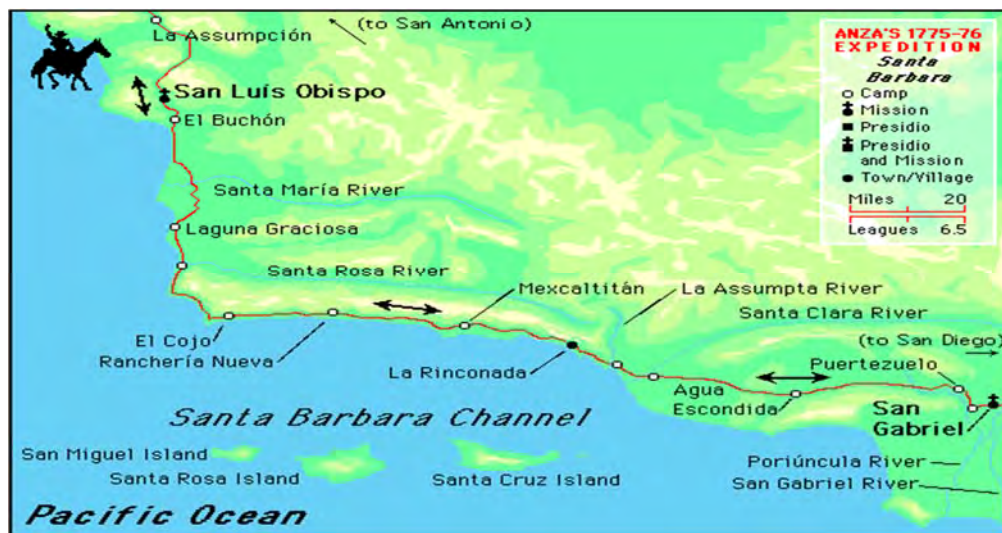 (to San Antonio)
La Assumpción
San Luís Obispo
El Buchón
Santa María River
Laguna Graciosa
Santa Rosa River
El Cojo
Ranchería Nueva
Mexcaltitán
La Assumpta River
Santa Clara River
(to San Diego)
La Rinconada
Puertezuelo
Agua
Escondida
San
Gabriel
Santa Barbara Channel
San Miguel Island
Santa Rosa Island
Santa Cruz Island
Poriúncula River
San Gabriel River
Pacific Ocean
ANZA'S 1775-76
EXPEDITION
Santa
Barbara
Camp
Mission
Presidio
Presidio
and Mission
Town/Village
Miles 20
Leagues 6.5